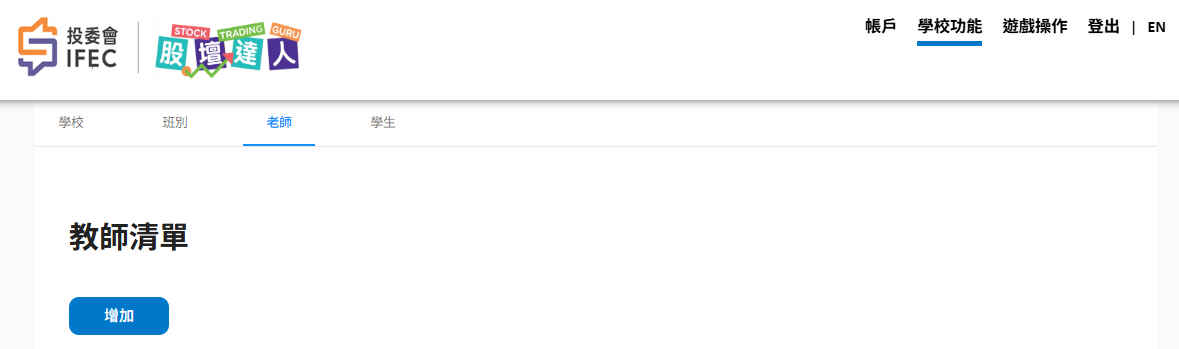 投委會
IFEC
STOCK TRADING GURU
股壇達人
帳戶 學校功能 遊戲操作 登出 | EN
學校 班別 老師 學生
教師清單
增加